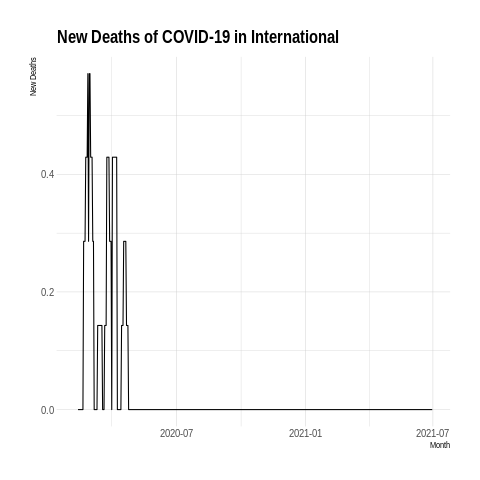 New Deaths of COVID-19 in International
New Deaths
0.4
0.2
0.0
2020-07
2021-01
2021-07
Month